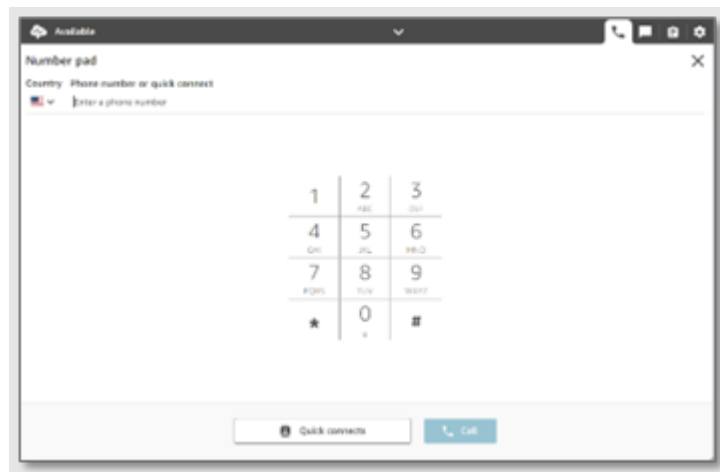 Available
Number pad
Country Phone number or quick connect
Enter a phone number
1 2 3
ABC DEF
4 5 6
GHI JKL MNO
7 8 9
PQRS TUV WXYZ
* 0 #
+
Quick connects Call